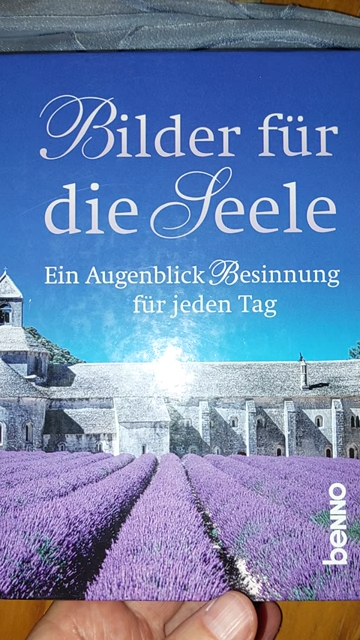 Bilder für
die Seele
Ein Augenblick Besinnung
für jeden Tag
benno